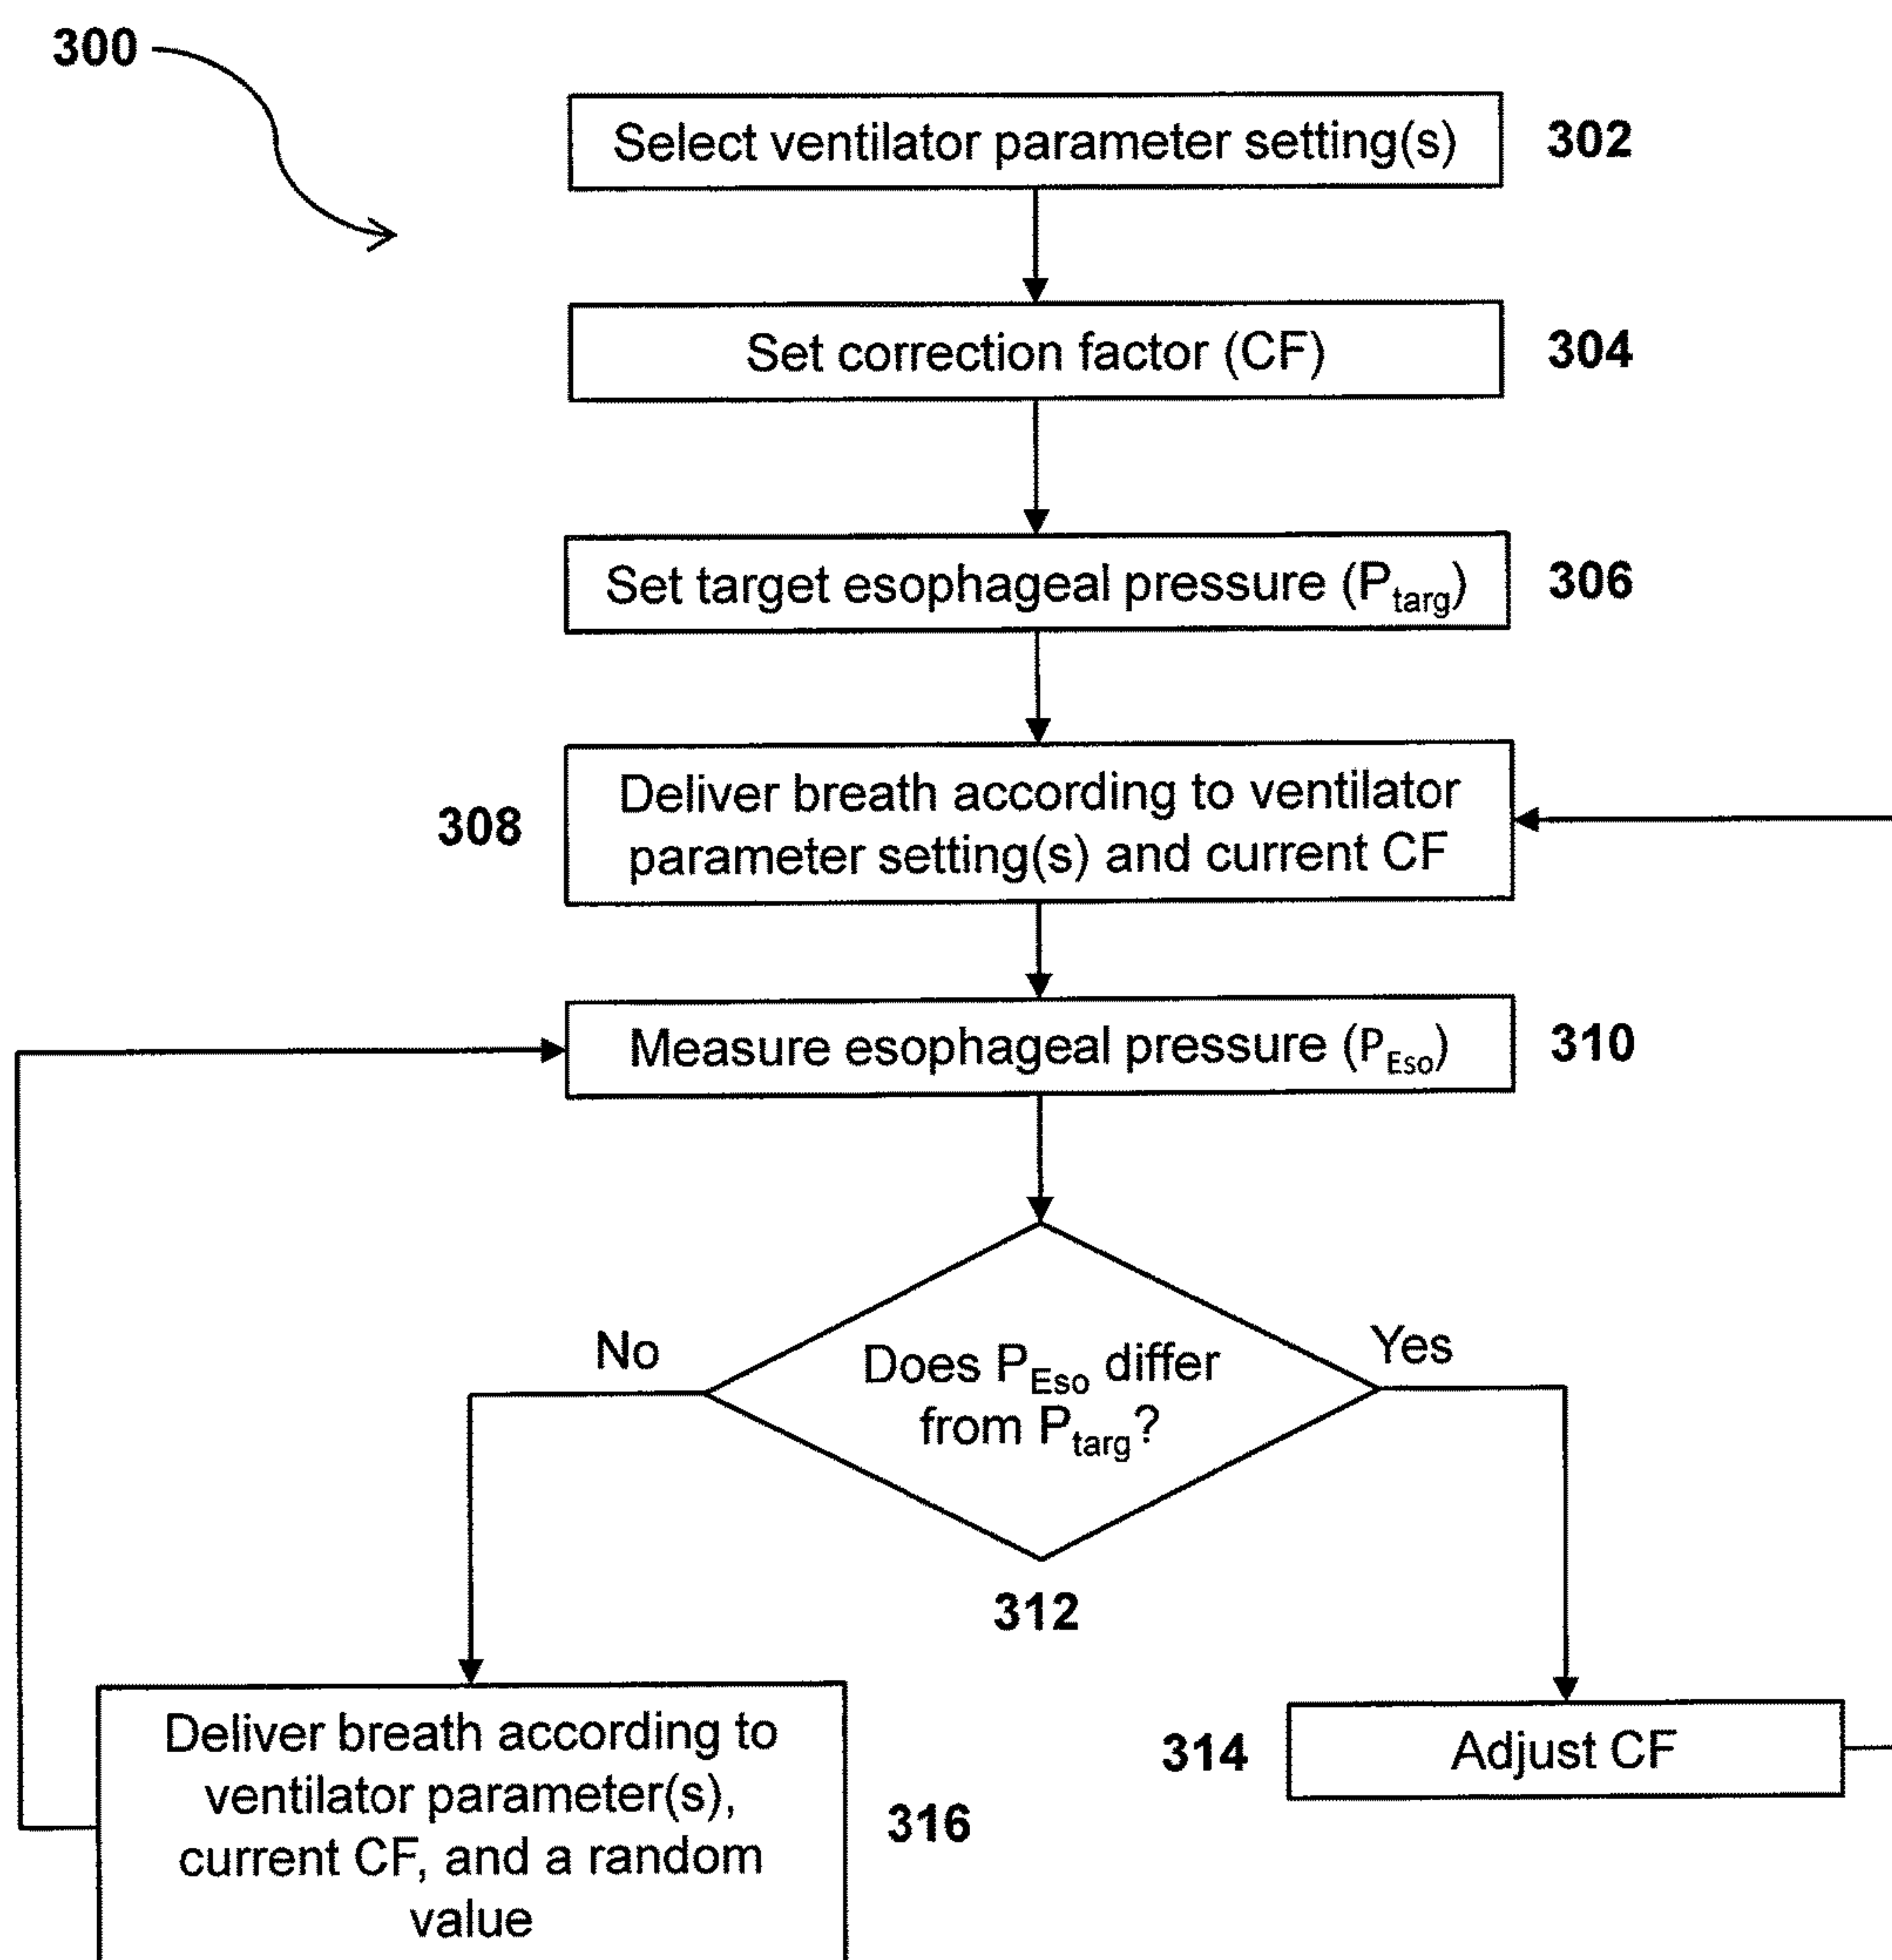 300
Select ventilator parameter setting(s)
302
Set correction factor (CF)
304
Set target esophageal pressure (Ptarg)
306
308
Deliver breath according to ventilator
parameter setting(s) and current CF
Measure esophageal pressure (PEso)
310
No
Yes
Does PEso differ
from Ptarg?
312
Deliver breath according to
ventilator parameter(s),
current CF, and a random
value
316
314
Adjust CF